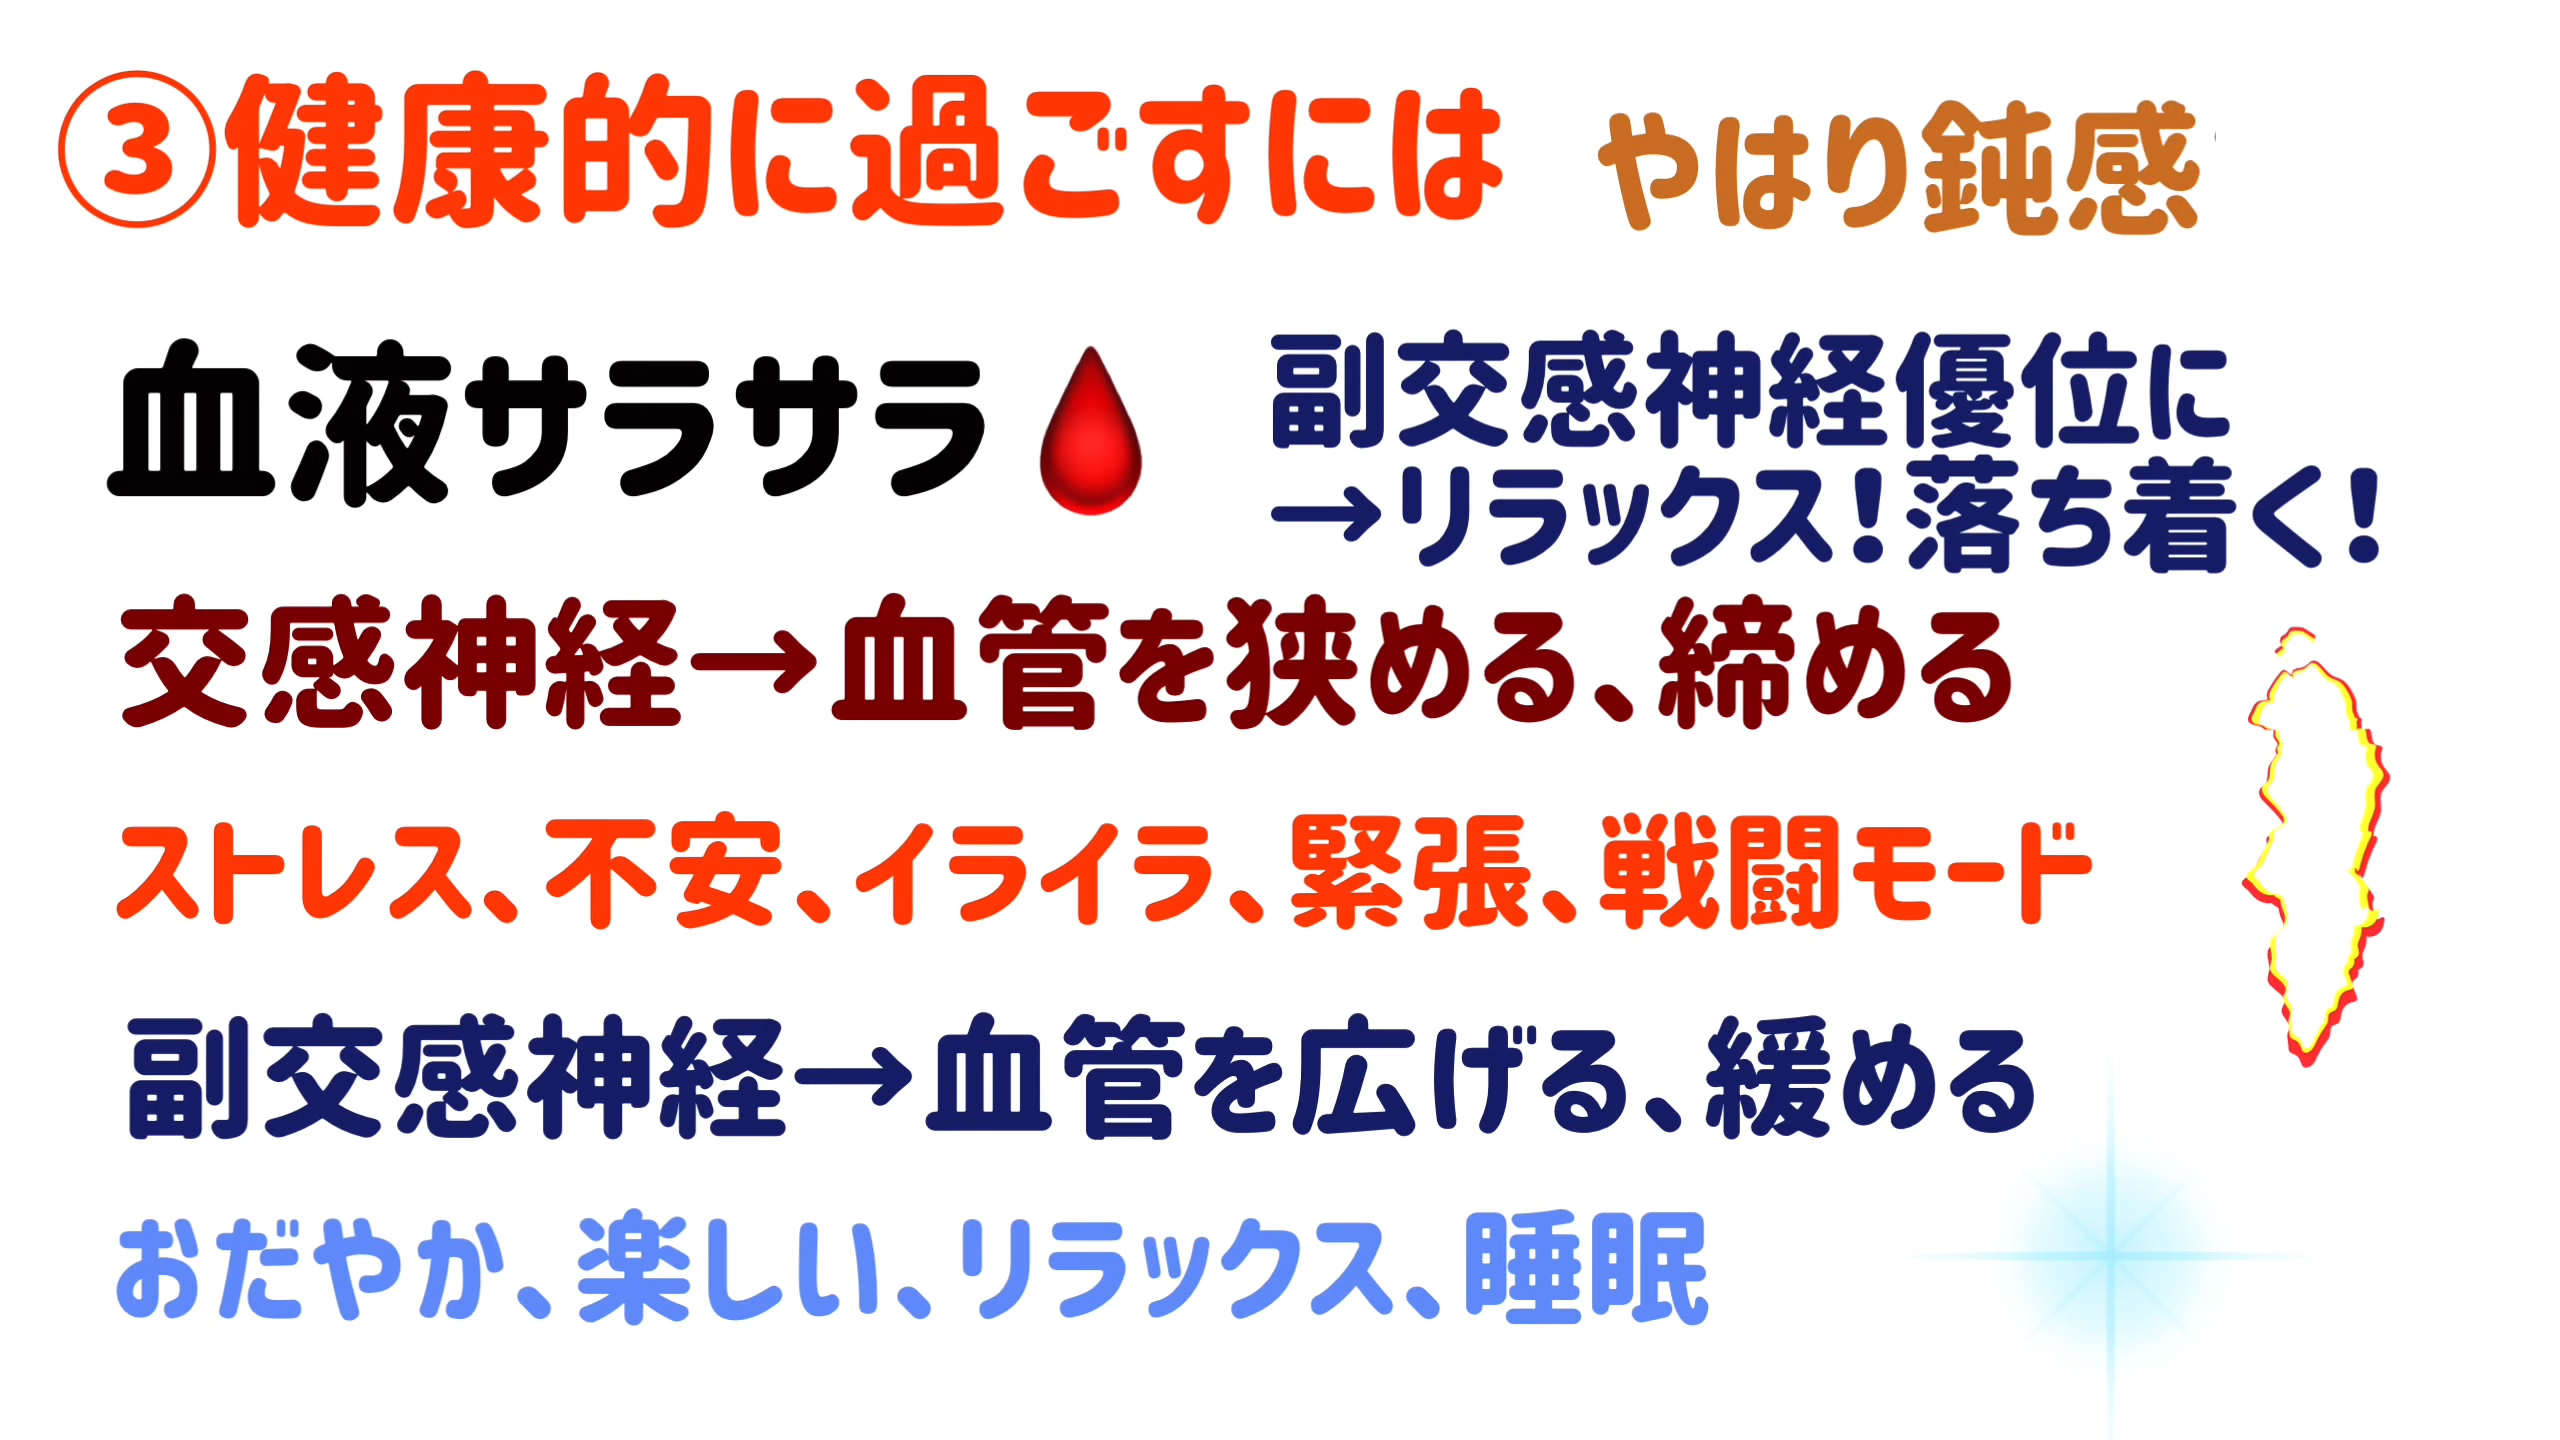 ③健康的に過ごすには やはり鈍感
血液サラサラ
副交感神経優位に
→リラックス!落ち着く!
交感神経→血管を狭める、締める
ストレス、不安、イライラ、緊張、戦闘モード
副交感神経→血管を広げる、緩める
おだやか、楽しい、リラックス、睡眠